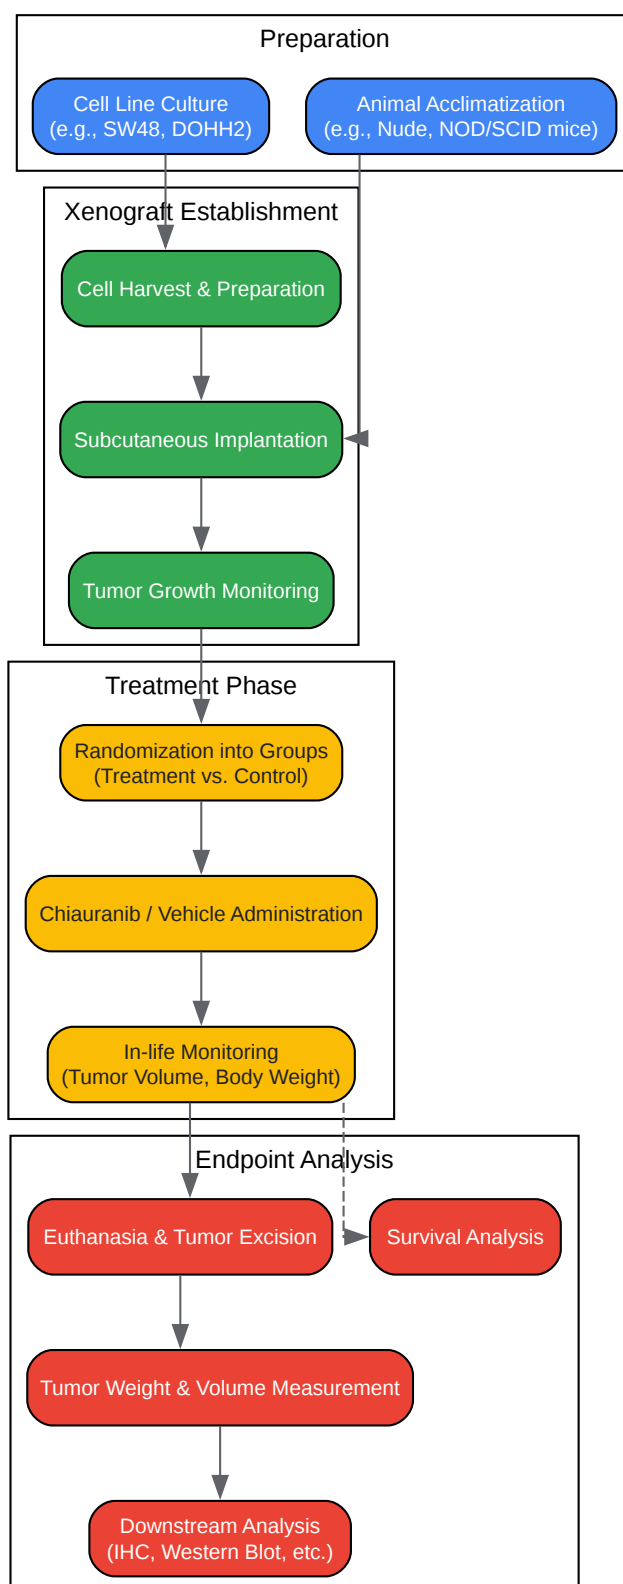 Preparation
Cell Line Culture
(e.g., SW48, DOHH2)
Animal Acclimatization
(e.g., Nude, NOD/SCID mice)
Xenograft Establishment
Cell Harvest & Preparation
Subcutaneous Implantation
Tumor Growth Monitoring
Treatment Phase
Randomization into Groups
(Treatment vs. Control)
Chiauranib / Vehicle Administration
In-life Monitoring
(Tumor Volume, Body Weight)
Endpoint Analysis
Euthanasia & Tumor Excision
Survival Analysis
Tumor Weight & Volume Measurement
Downstream Analysis
(IHC, Western Blot, etc.)